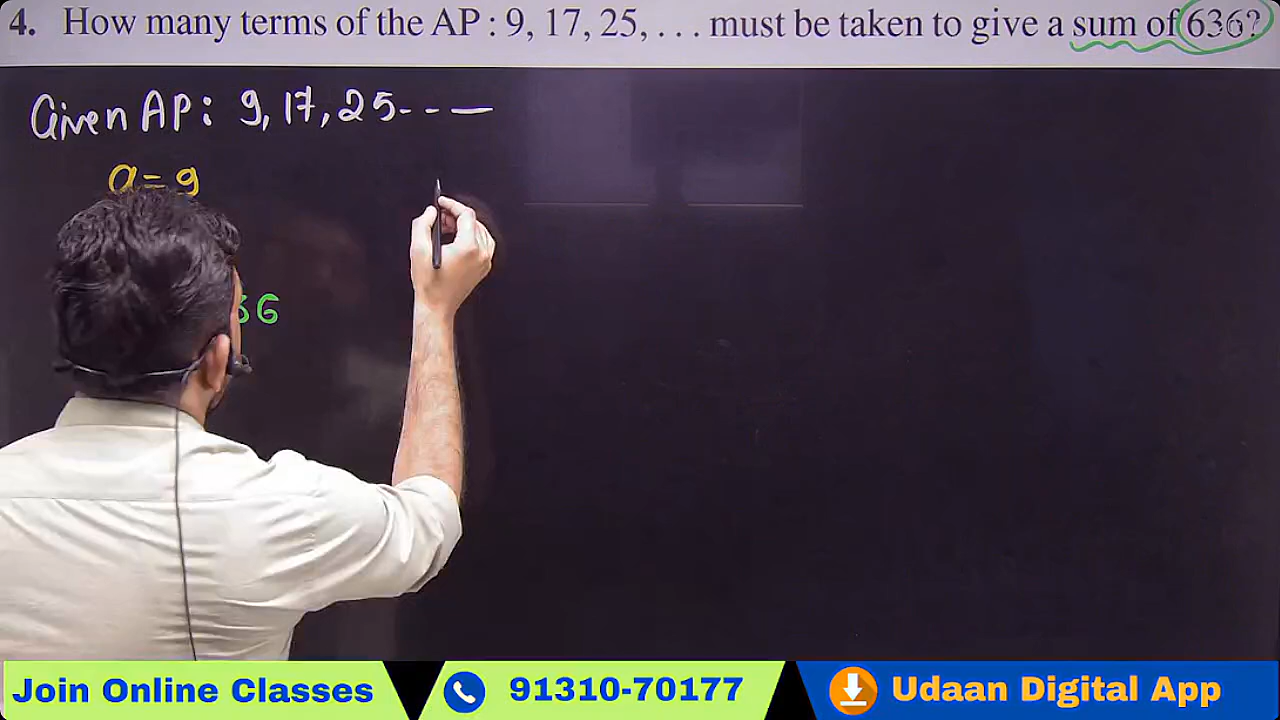 4. How many terms of the AP : 9, 17, 25, . . . must be taken to give a sum of 636?
Given AP: 9, 17, 25 - - —
a = 9
36
Join Online Classes
91310-70177
Udaan Digital App